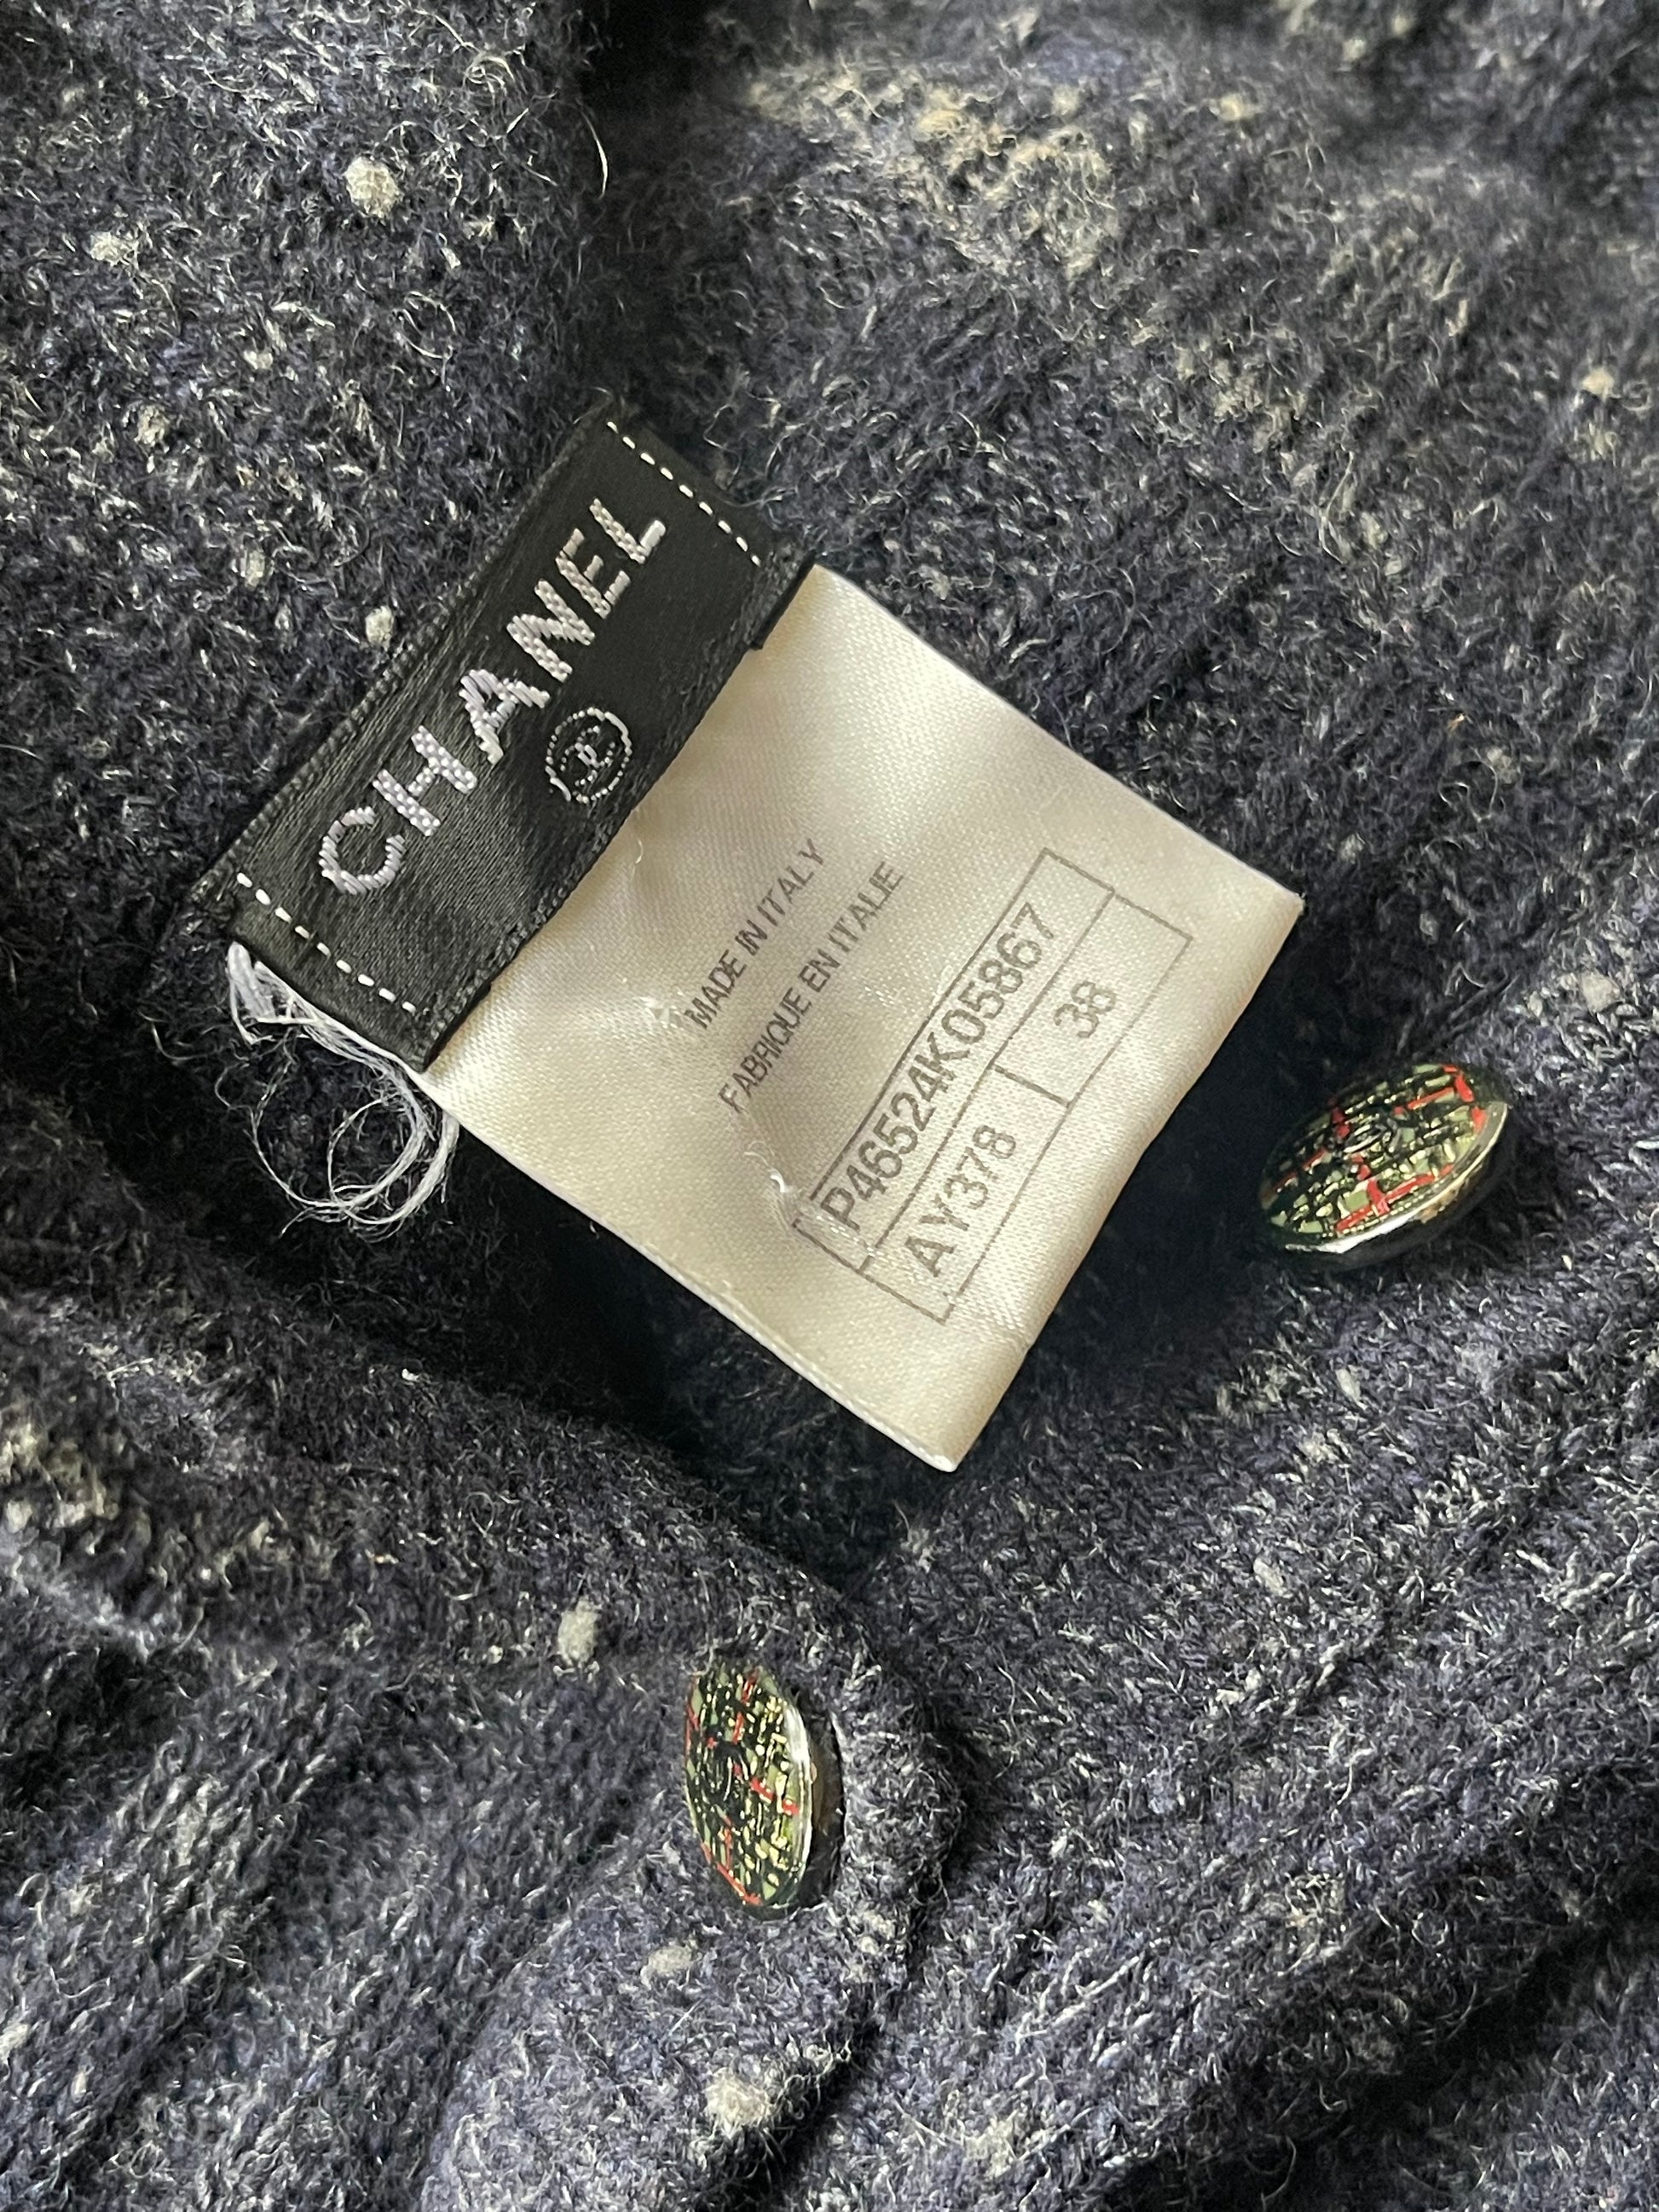 CHANEL
MADE IN ITALY
FABRIQUE EN ITALIE
P46524K05867
AY378 38